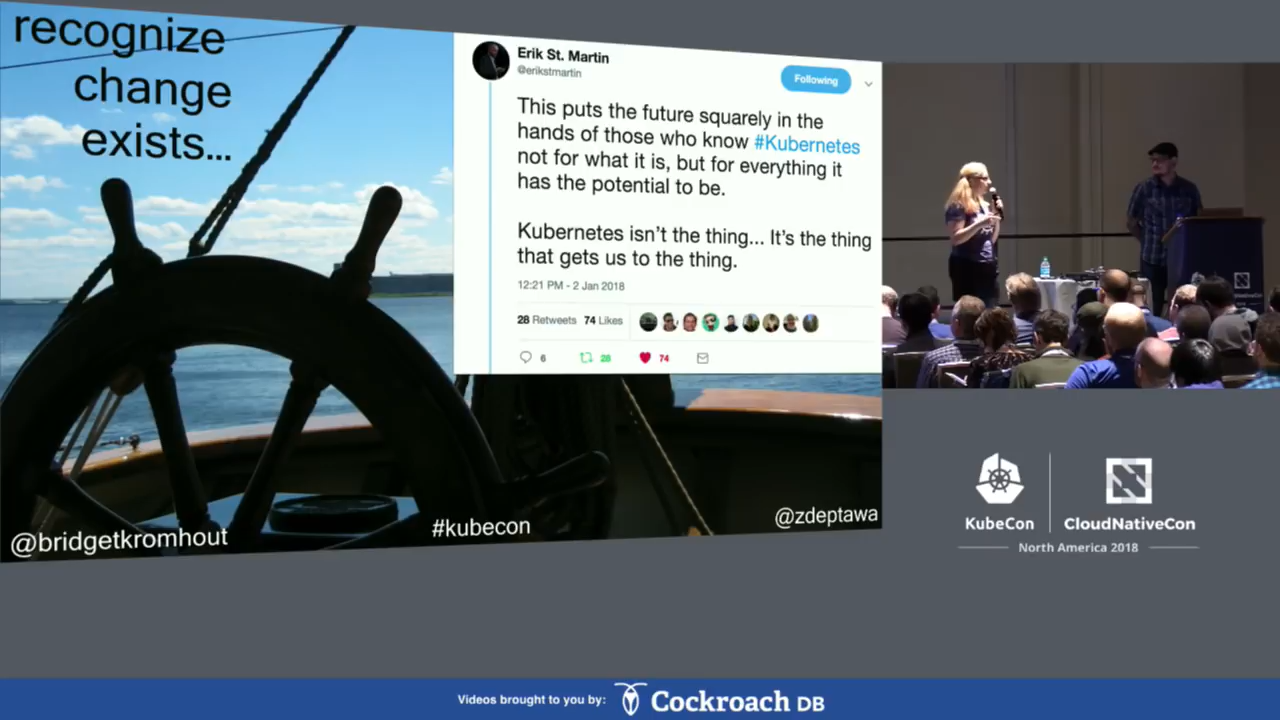 recognize
change
exists...
Erik St. Martin
@erikstmartin
Following
This puts the future squarely in the
hands of those who know #Kubernetes
not for what it is, but for everything it
has the potential to be.
Kubernetes isn't the thing... It's the thing
that gets us to the thing.
12:21 PM - 2 Jan 2018
28 Retweets 74 Likes
6 28 74
@bridgetkromhout
#kubecon
@zdeptawa
KubeCon
CloudNativeCon
North America 2018
Videos brought to you by:
Cockroach DB